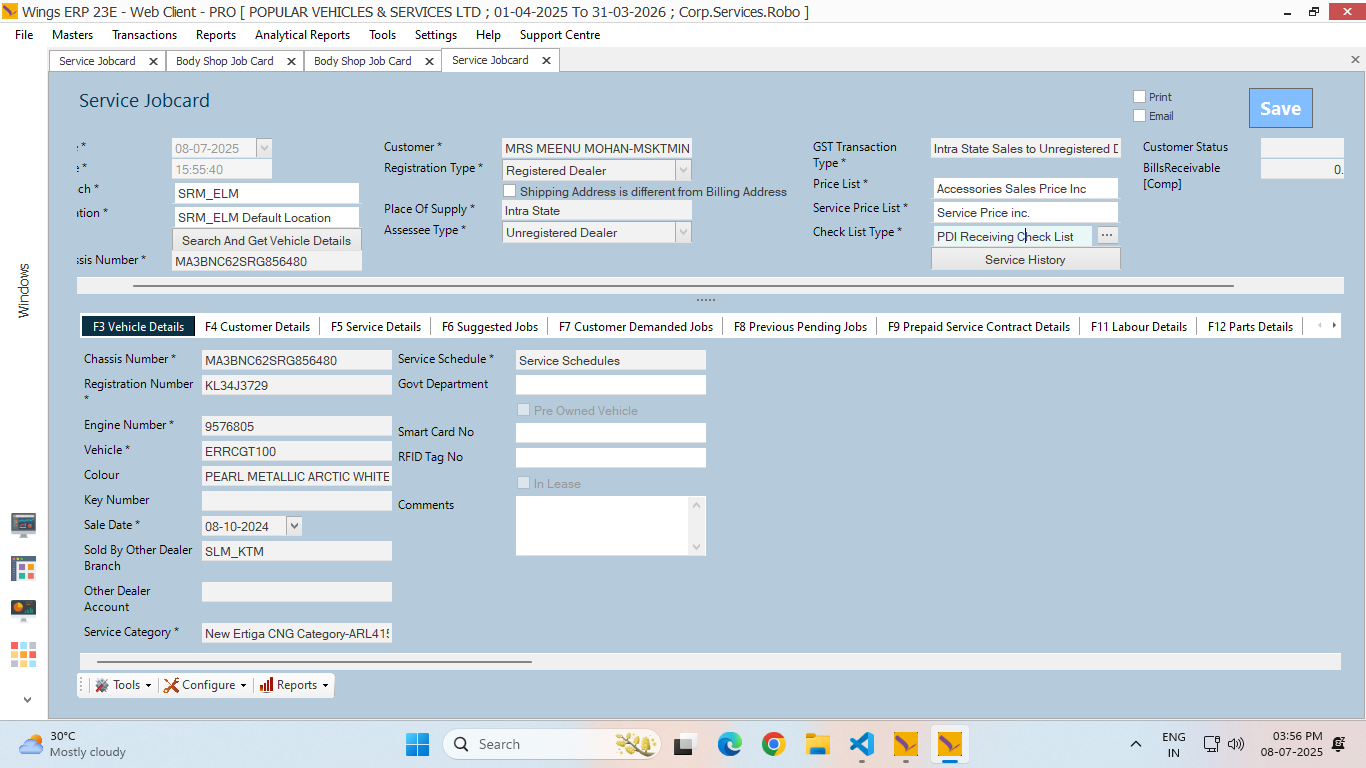 Wings ERP 23E - Web Client - PRO [ POPULAR VEHICLES & SERVICES LTD ; 01-04-2025 To 31-03-2026 ; Corp.Services.Robo ]
File Masters Transactions Reports Analytical Reports Tools Settings Help Support Centre
Service Jobcard Body Shop Job Card Body Shop Job Card Service Jobcard
Windows
Service Jobcard
Print
Email
Save
e *
08-07-2025
e *
15:55:40
nch *
SRM_ELM
ation *
SRM_ELM Default Location
Search And Get Vehicle Details
ssis Number *
MA3BNC62SRG856480
Customer *
MRS MEENU MOHAN-MSKTMIN
Registration Type *
Registered Dealer
Shipping Address is different from Billing Address
Place Of Supply *
Intra State
Assessee Type *
Unregistered Dealer
GST Transaction
Type *
Intra State Sales to Unregistered D
Price List *
Accessories Sales Price Inc
Service Price List *
Service Price inc.
Check List Type *
PDI Receiving Check List
...
Service History
Customer Status
BillsReceivable
[Comp]
0.
F3 Vehicle Details F4 Customer Details F5 Service Details F6 Suggested Jobs F7 Customer Demanded Jobs F8 Previous Pending Jobs F9 Prepaid Service Contract Details F11 Labour Details F12 Parts Details
Chassis Number *
MA3BNC62SRG856480
Registration Number
*
KL34J3729
Engine Number *
9576805
Vehicle *
ERRCGT100
Colour
PEARL METALLIC ARCTIC WHITE
Key Number
Sale Date *
08-10-2024
Sold By Other Dealer
Branch
SLM_KTM
Other Dealer
Account
Service Category *
New Ertiga CNG Category-ARL415
Service Schedule *
Service Schedules
Govt Department
Pre Owned Vehicle
Smart Card No
RFID Tag No
In Lease
Comments
Tools Configure Reports
30°C
Mostly cloudy
Search
ENG
IN
03:56 PM
08-07-2025